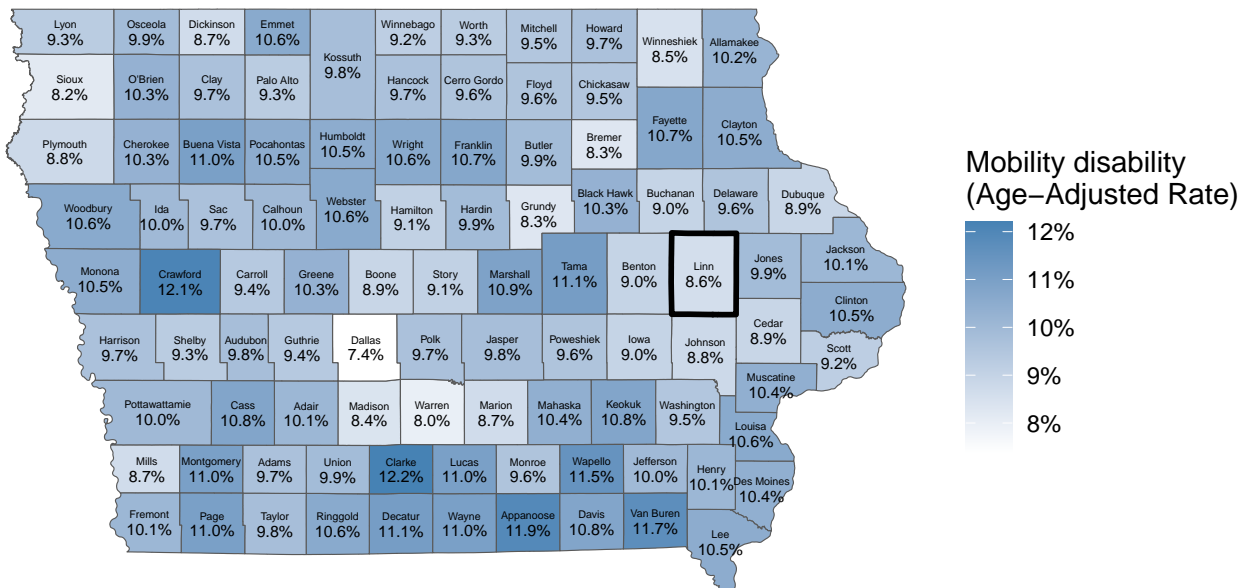 Lyon
9.3%
Osceola
9.9%
Dickinson
8.7%
Emmet
10.6%
Kossuth
9.8%
Winnebago
9.2%
Worth
9.3%
Mitchell
9.5%
Howard
9.7%
Winneshiek
8.5%
Allamakee
10.2%
Sioux
8.2%
O'Brien
10.3%
Clay
9.7%
Palo Alto
9.3%
Hancock
9.7%
Cerro Gordo
9.6%
Floyd
9.6%
Chickasaw
9.5%
Fayette
10.7%
Clayton
10.5%
Plymouth
8.8%
Cherokee
10.3%
Buena Vista
11.0%
Pocahontas
10.5%
Humboldt
10.5%
Wright
10.6%
Franklin
10.7%
Butler
9.9%
Bremer
8.3%
Woodbury
10.6%
Ida
10.0%
Sac
9.7%
Calhoun
10.0%
Webster
10.6%
Hamilton
9.1%
Hardin
9.9%
Grundy
8.3%
Black Hawk
10.3%
Buchanan
9.0%
Delaware
9.6%
Dubuque
8.9%
Monona
10.5%
Crawford
12.1%
Carroll
9.4%
Greene
10.3%
Boone
8.9%
Story
9.1%
Marshall
10.9%
Tama
11.1%
Benton
9.0%
Linn
8.6%
Jones
9.9%
Jackson
10.1%
Clinton
10.5%
Harrison
9.7%
Shelby
9.3%
Audubon
9.8%
Guthrie
9.4%
Dallas
7.4%
Polk
9.7%
Jasper
9.8%
Poweshiek
9.6%
Iowa
9.0%
Johnson
8.8%
Cedar
8.9%
Scott
9.2%
Muscatine
10.4%
Pottawattamie
10.0%
Cass
10.8%
Adair
10.1%
Madison
8.4%
Warren
8.0%
Marion
8.7%
Mahaska
10.4%
Keokuk
10.8%
Washington
9.5%
Louisa
10.6%
Mills
8.7%
Montgomery
11.0%
Adams
9.7%
Union
9.9%
Clarke
12.2%
Lucas
11.0%
Monroe
9.6%
Wapello
11.5%
Jefferson
10.0%
Henry
10.1%
Des Moines
10.4%
Fremont
10.1%
Page
11.0%
Taylor
9.8%
Ringgold
10.6%
Decatur
11.1%
Wayne
11.0%
Appanoose
11.9%
Davis
10.8%
Van Buren
11.7%
Lee
10.5%
Mobility disability
(Age−Adjusted Rate)
12%
11%
10%
9%
8%